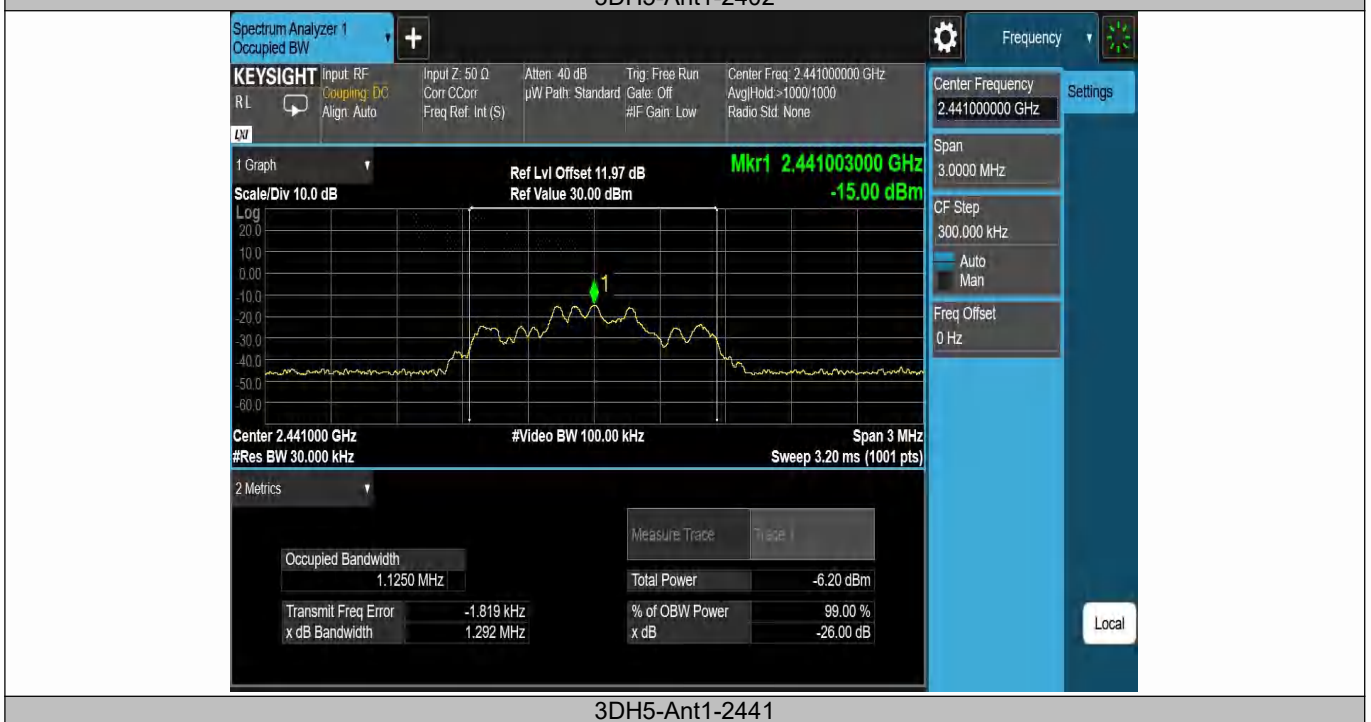 3DH5-Ant1-2402
Spectrum Analyzer 1
Occupied BW
+
Frequency
KEYSIGHT
RL
LXI
Input: RF
Coupling: DC
Align: Auto
Input Z: 50 Ω
Corr CCorr
Freq Ref: Int (S)
Atten: 40 dB
µW Path: Standard
Trig: Free Run
Gate: Off
#IF Gain: Low
Center Freq: 2.441000000 GHz
Avg|Hold:>1000/1000
Radio Std: None
Center Frequency
2.441000000 GHz
Settings
Span
3.0000 MHz
CF Step
300.000 kHz
Auto
Man
Freq Offset
0 Hz
1 Graph
Scale/Div 10.0 dB
Ref Lvl Offset 11.97 dB
Ref Value 30.00 dBm
Mkr1 2.441003000 GHz
-15.00 dBm
Log
20.0
10.0
0.00
-10.0
-20.0
-30.0
-40.0
-50.0
-60.0
1
Center 2.441000 GHz
#Video BW 100.00 kHz
Span 3 MHz
#Res BW 30.000 kHz
Sweep 3.20 ms (1001 pts)
2 Metrics
Measure Trace
Trace 1
Occupied Bandwidth
1.1250 MHz
Total Power
-6.20 dBm
Transmit Freq Error
-1.819 kHz
% of OBW Power
99.00 %
x dB Bandwidth
1.292 MHz
x dB
-26.00 dB
Local
3DH5-Ant1-2441